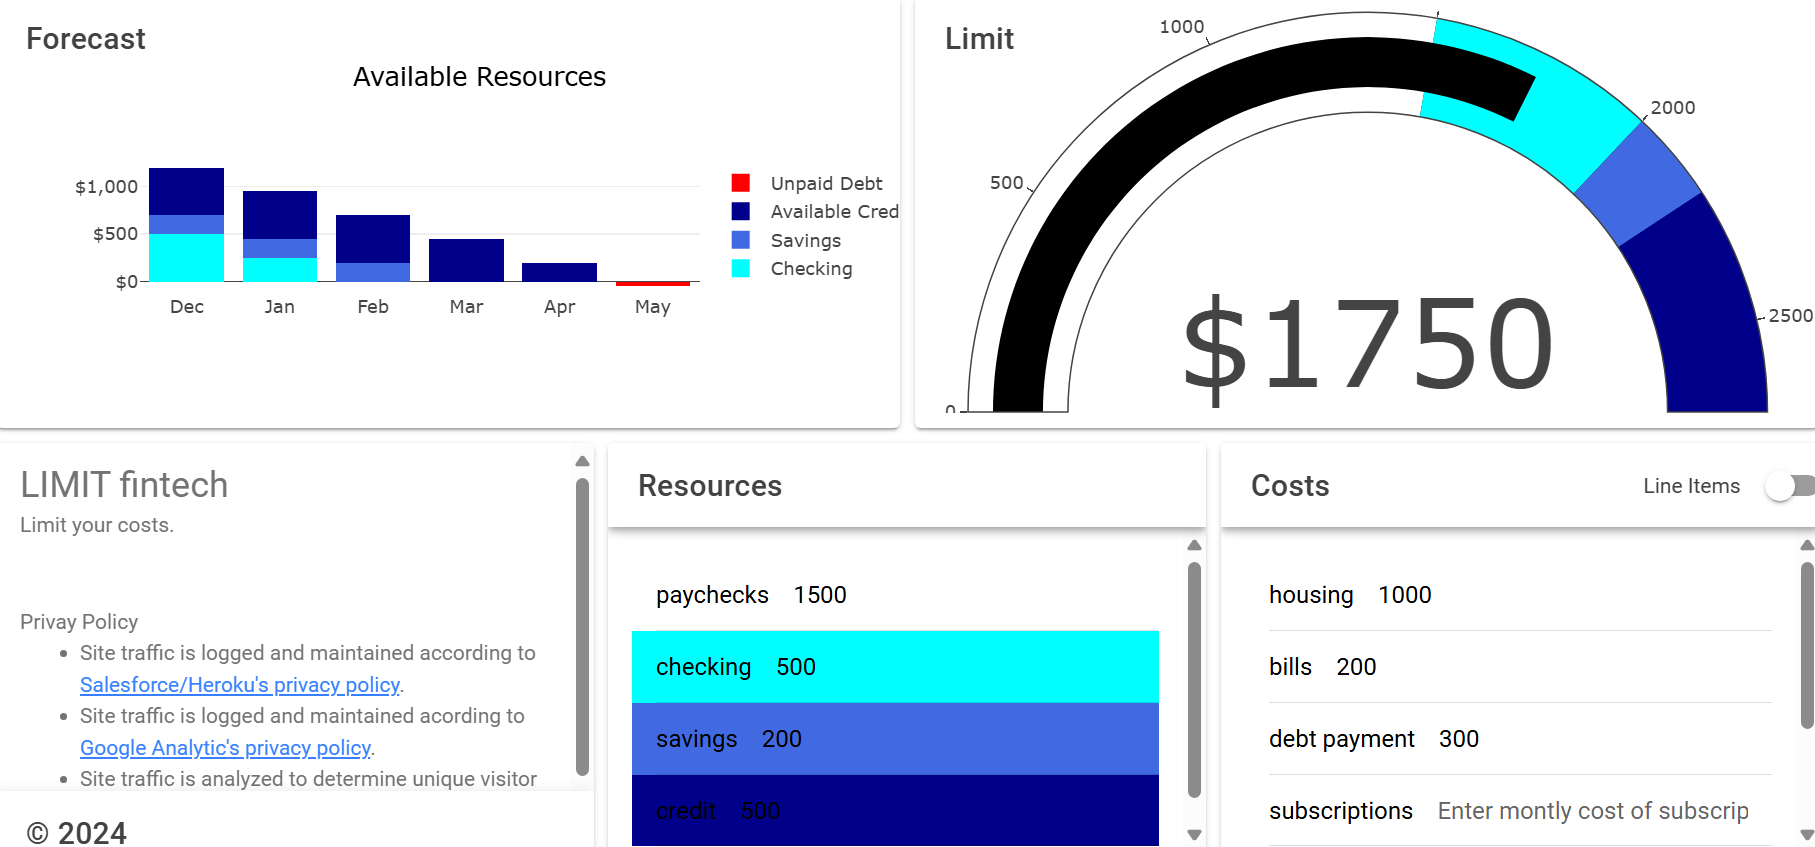 Forecast
Available Resources
$1,000
$500
$0
Dec Jan Feb Mar Apr May
Unpaid Debt
Available Cred
Savings
Checking
Limit
0
500
1000
2000
2500
$1750
LIMIT fintech
Limit your costs.
Privay Policy
Site traffic is logged and maintained according to
Salesforce/Heroku's privacy policy.
Site traffic is logged and maintained acording to
Google Analytic's privacy policy.
Site traffic is analyzed to determine unique visitor
© 2024
Resources
paychecks 1500
checking 500
savings 200
credit 500
Costs
Line Items
housing 1000
bills 200
debt payment 300
subscriptions Enter montly cost of subscrip